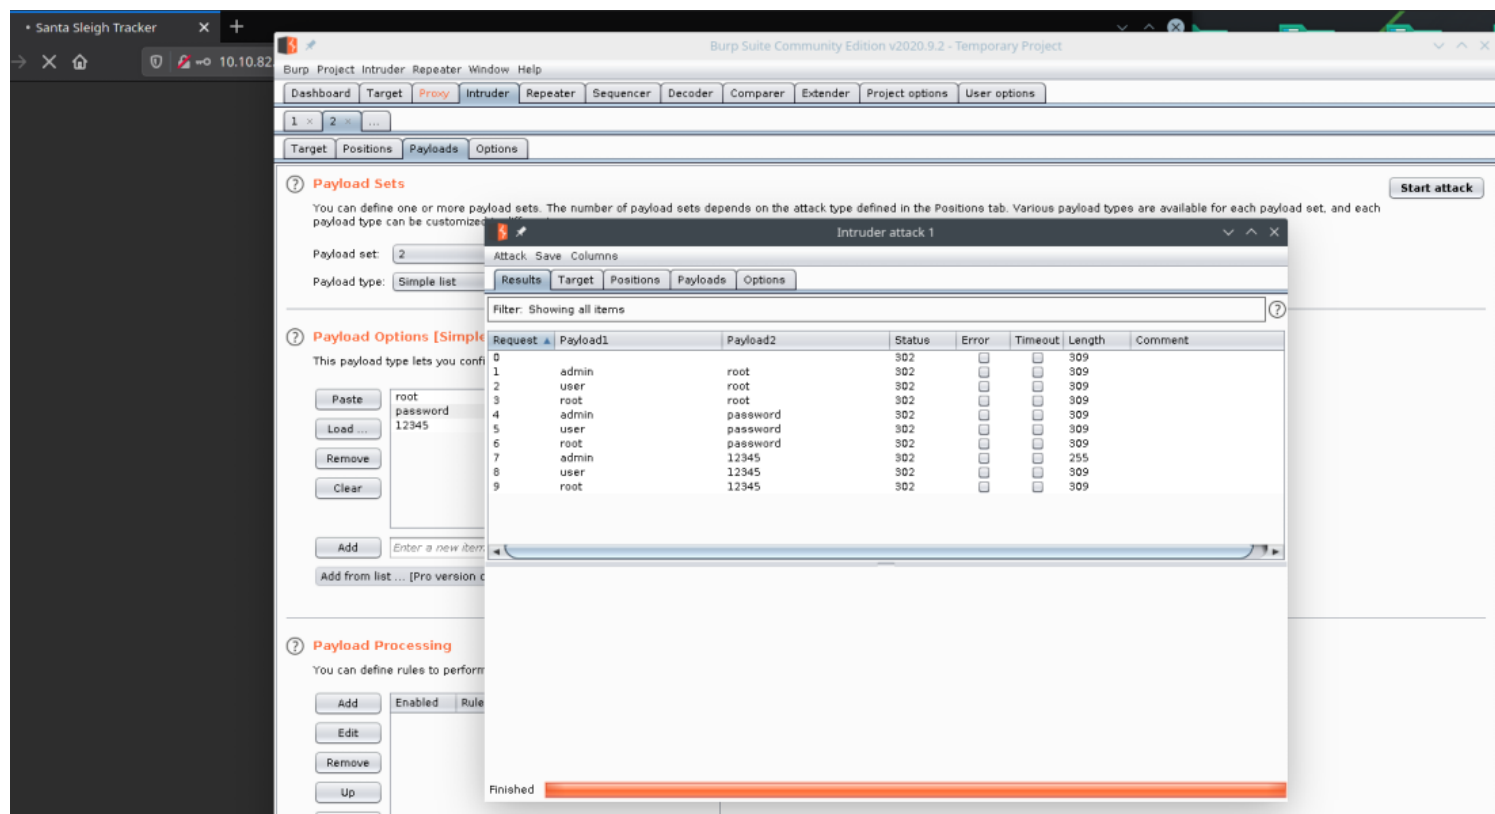 • Santa Sleigh Tracker
10.10.82
Burp Suite Community Edition v2020.9.2 - Temporary Project
Burp Project Intruder Repeater Window Help
Dashboard Target Proxy Intruder Repeater Sequencer Decoder Comparer Extender Project options User options
1 × 2 × ...
Target Positions Payloads Options
? Payload Sets
Start attack
You can define one or more payload sets. The number of payload sets depends on the attack type defined in the Positions tab. Various payload types are available for each payload set, and each
payload type can be customized
Payload set: 2
Payload type: Simple list
? Payload Options [Simple
This payload type lets you confi
Paste
Load ...
Remove
Clear
root
password
12345
Add Enter a new item
Add from list ... [Pro version o
? Payload Processing
You can define rules to perform
Add
Edit
Remove
Up
Enabled Rule
Intruder attack 1
Attack Save Columns
Results Target Positions Payloads Options
Filter: Showing all items
?
Request Payload1 Payload2 Status Error Timeout Length Comment
0 302 309
1 admin root 302 309
2 user root 302 309
3 root root 302 309
4 admin password 302 309
5 user password 302 309
6 root password 302 309
7 admin 12345 302 255
8 user 12345 302 309
9 root 12345 302 309
Finished